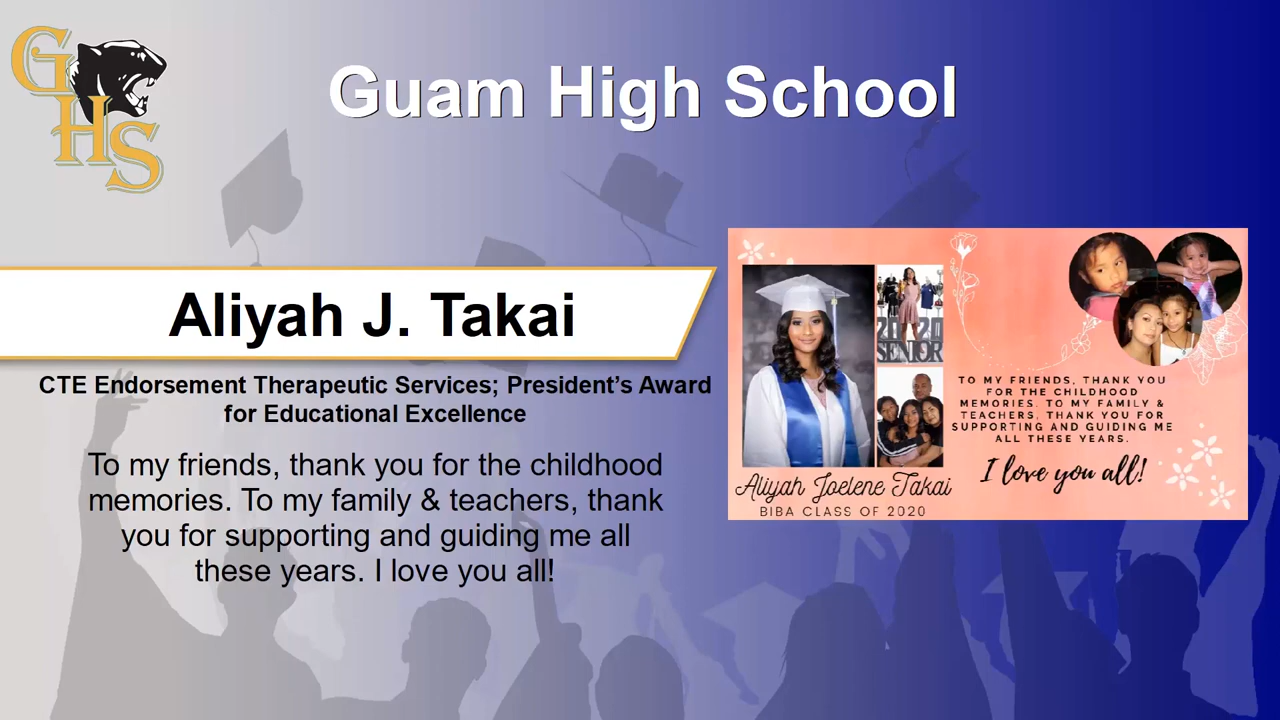 GHS
Guam High School
Aliyah J. Takai
CTE Endorsement Therapeutic Services; President’s Award
for Educational Excellence
To my friends, thank you for the childhood
memories. To my family & teachers, thank
you for supporting and guiding me all
these years. I love you all!
2020
SENIOR
Aliyah Joelene Takai
BIBA CLASS OF 2020
TO MY FRIENDS, THANK YOU
FOR THE CHILDHOOD
MEMORIES. TO MY FAMILY &
TEACHERS, THANK YOU FOR
SUPPORTING AND GUIDING ME
ALL THESE YEARS.
I love you all!